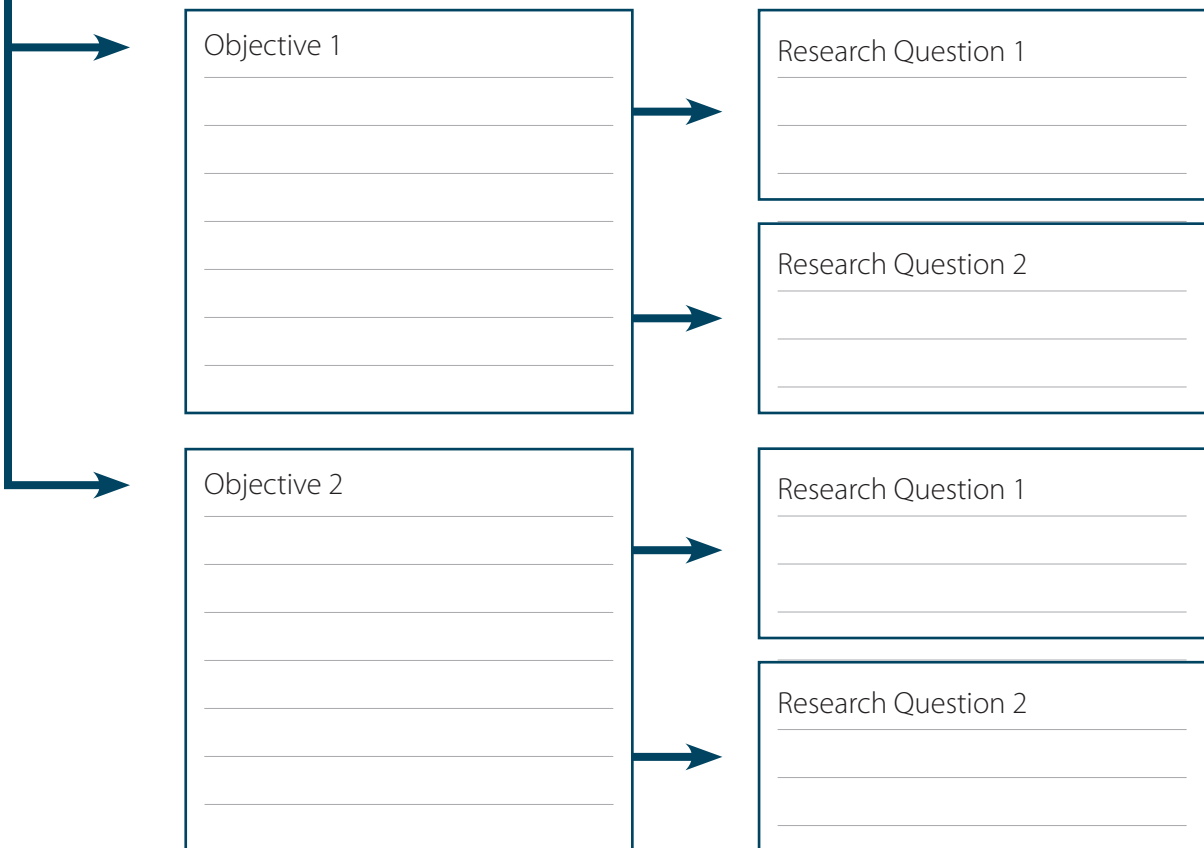 Objective 1
Research Question 1
Research Question 2
Objective 2
Research Question 1
Research Question 2